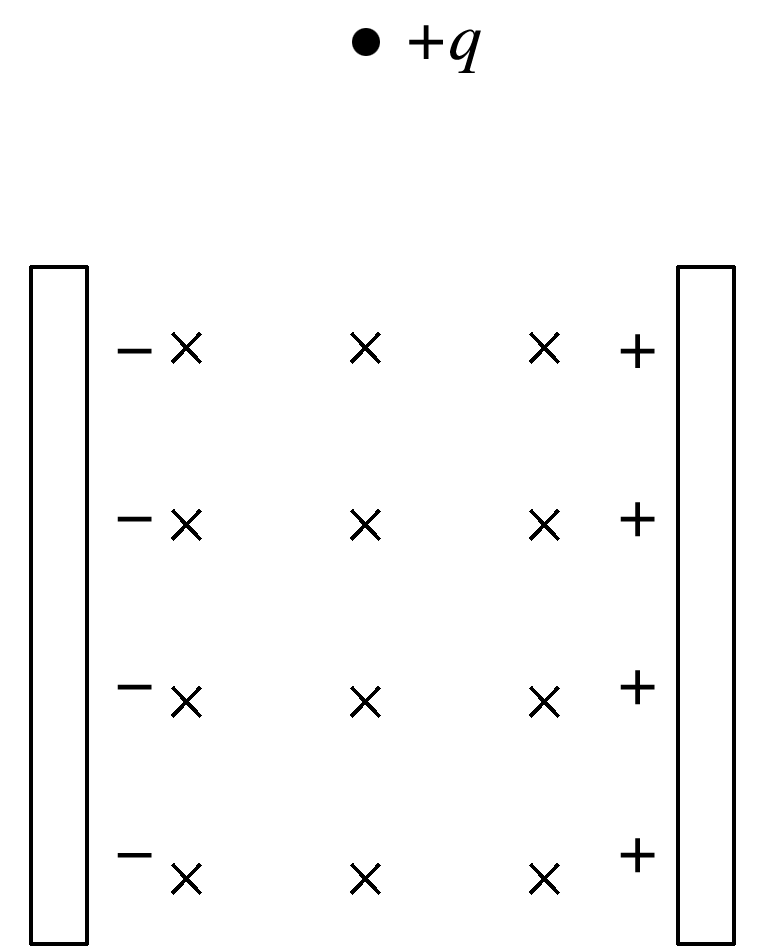 +q
− × × × +
− × × × +
− × × × +
− × × × +